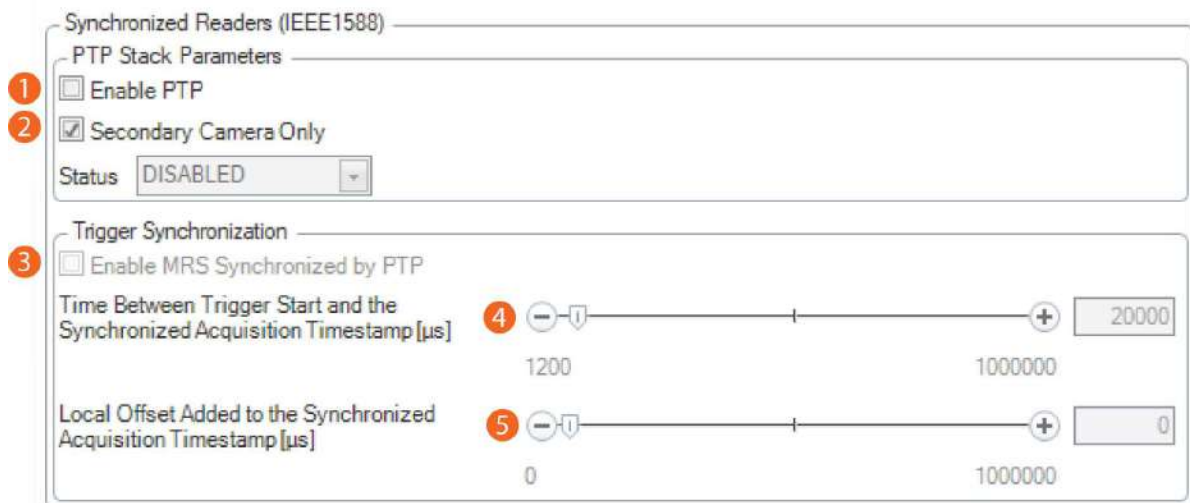 Synchronized Readers (IEEE1588)
PTP Stack Parameters
1 Enable PTP
2 Secondary Camera Only
Status DISABLED
Trigger Synchronization
3 Enable MRS Synchronized by PTP
Time Between Trigger Start and the
Synchronized Acquisition Timestamp [µs]
4 20000
1200 1000000
Local Offset Added to the Synchronized
Acquisition Timestamp [µs]
5 0
0 1000000